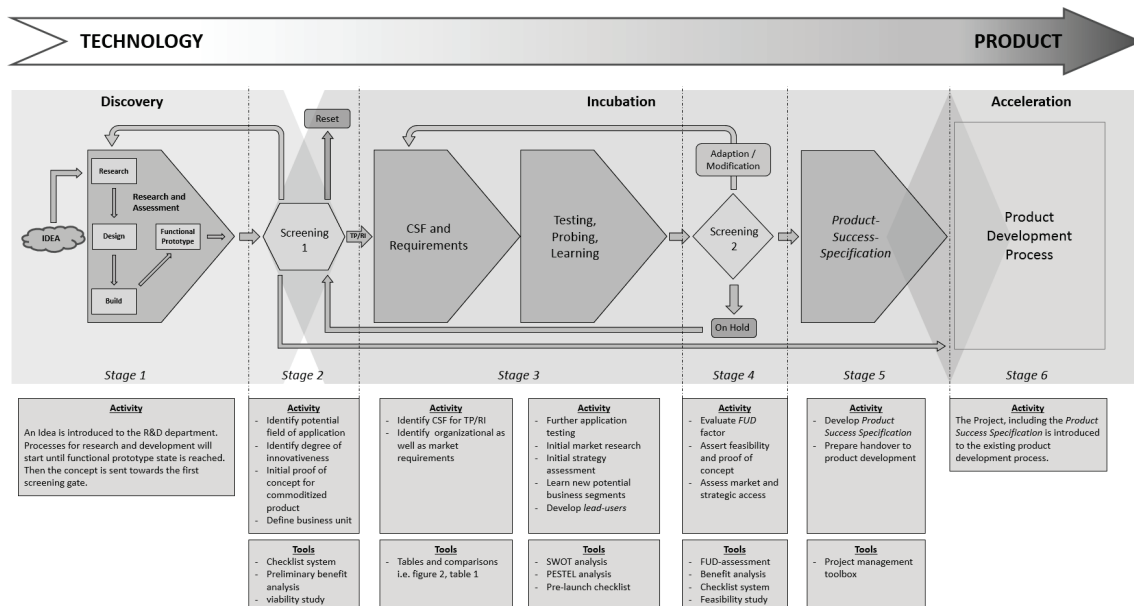 TECHNOLOGY
PRODUCT
Discovery
Incubation
Acceleration
Reset
Research
Research and
Assessment
IDEA
Design
Functional
Prototype
Build
Screening
1
TP/RI
CSF and
Requirements
Testing,
Probing,
Learning
Adaption /
Modification
Screening
2
On Hold
Product-
Success-
Specification
Product
Development
Process
Stage 1
Stage 2
Stage 3
Stage 4
Stage 5
Stage 6
Activity
An Idea is introduced to the R&D department.
Processes for research and development will
start until functional prototype state is reached.
Then the concept is sent towards the first
screening gate.
Activity
- Identify potential
field of application
- Identify degree of
innovativeness
- Initial proof of
concept for
commoditized
product
- Define business unit
Activity
- Identify CSF for TP/RI
- Identify organizational as
well as market
requirements
Activity
- Further application
testing
- Initial market research
- Initial strategy
assessment
- Learn new potential
business segments
- Develop lead-users
Activity
- Evaluate FUD
factor
- Assert feasibility
and proof of
concept
- Assess market and
strategic access
Activity
- Develop Product
Success Specification
- Prepare handover to
product development
Activity
The Project, including the Product
Success Specification is introduced
to the existing product
development process.
Tools
- Checklist system
- Preliminary benefit
analysis
- viability study
Tools
- Tables and comparisons
i.e. figure 2, table 1
Tools
- SWOT analysis
- PESTEL analysis
- Pre-launch checklist
Tools
- FUD-assessment
- Benefit analysis
- Checklist system
- Feasibility study
Tools
- Project management
toolbox